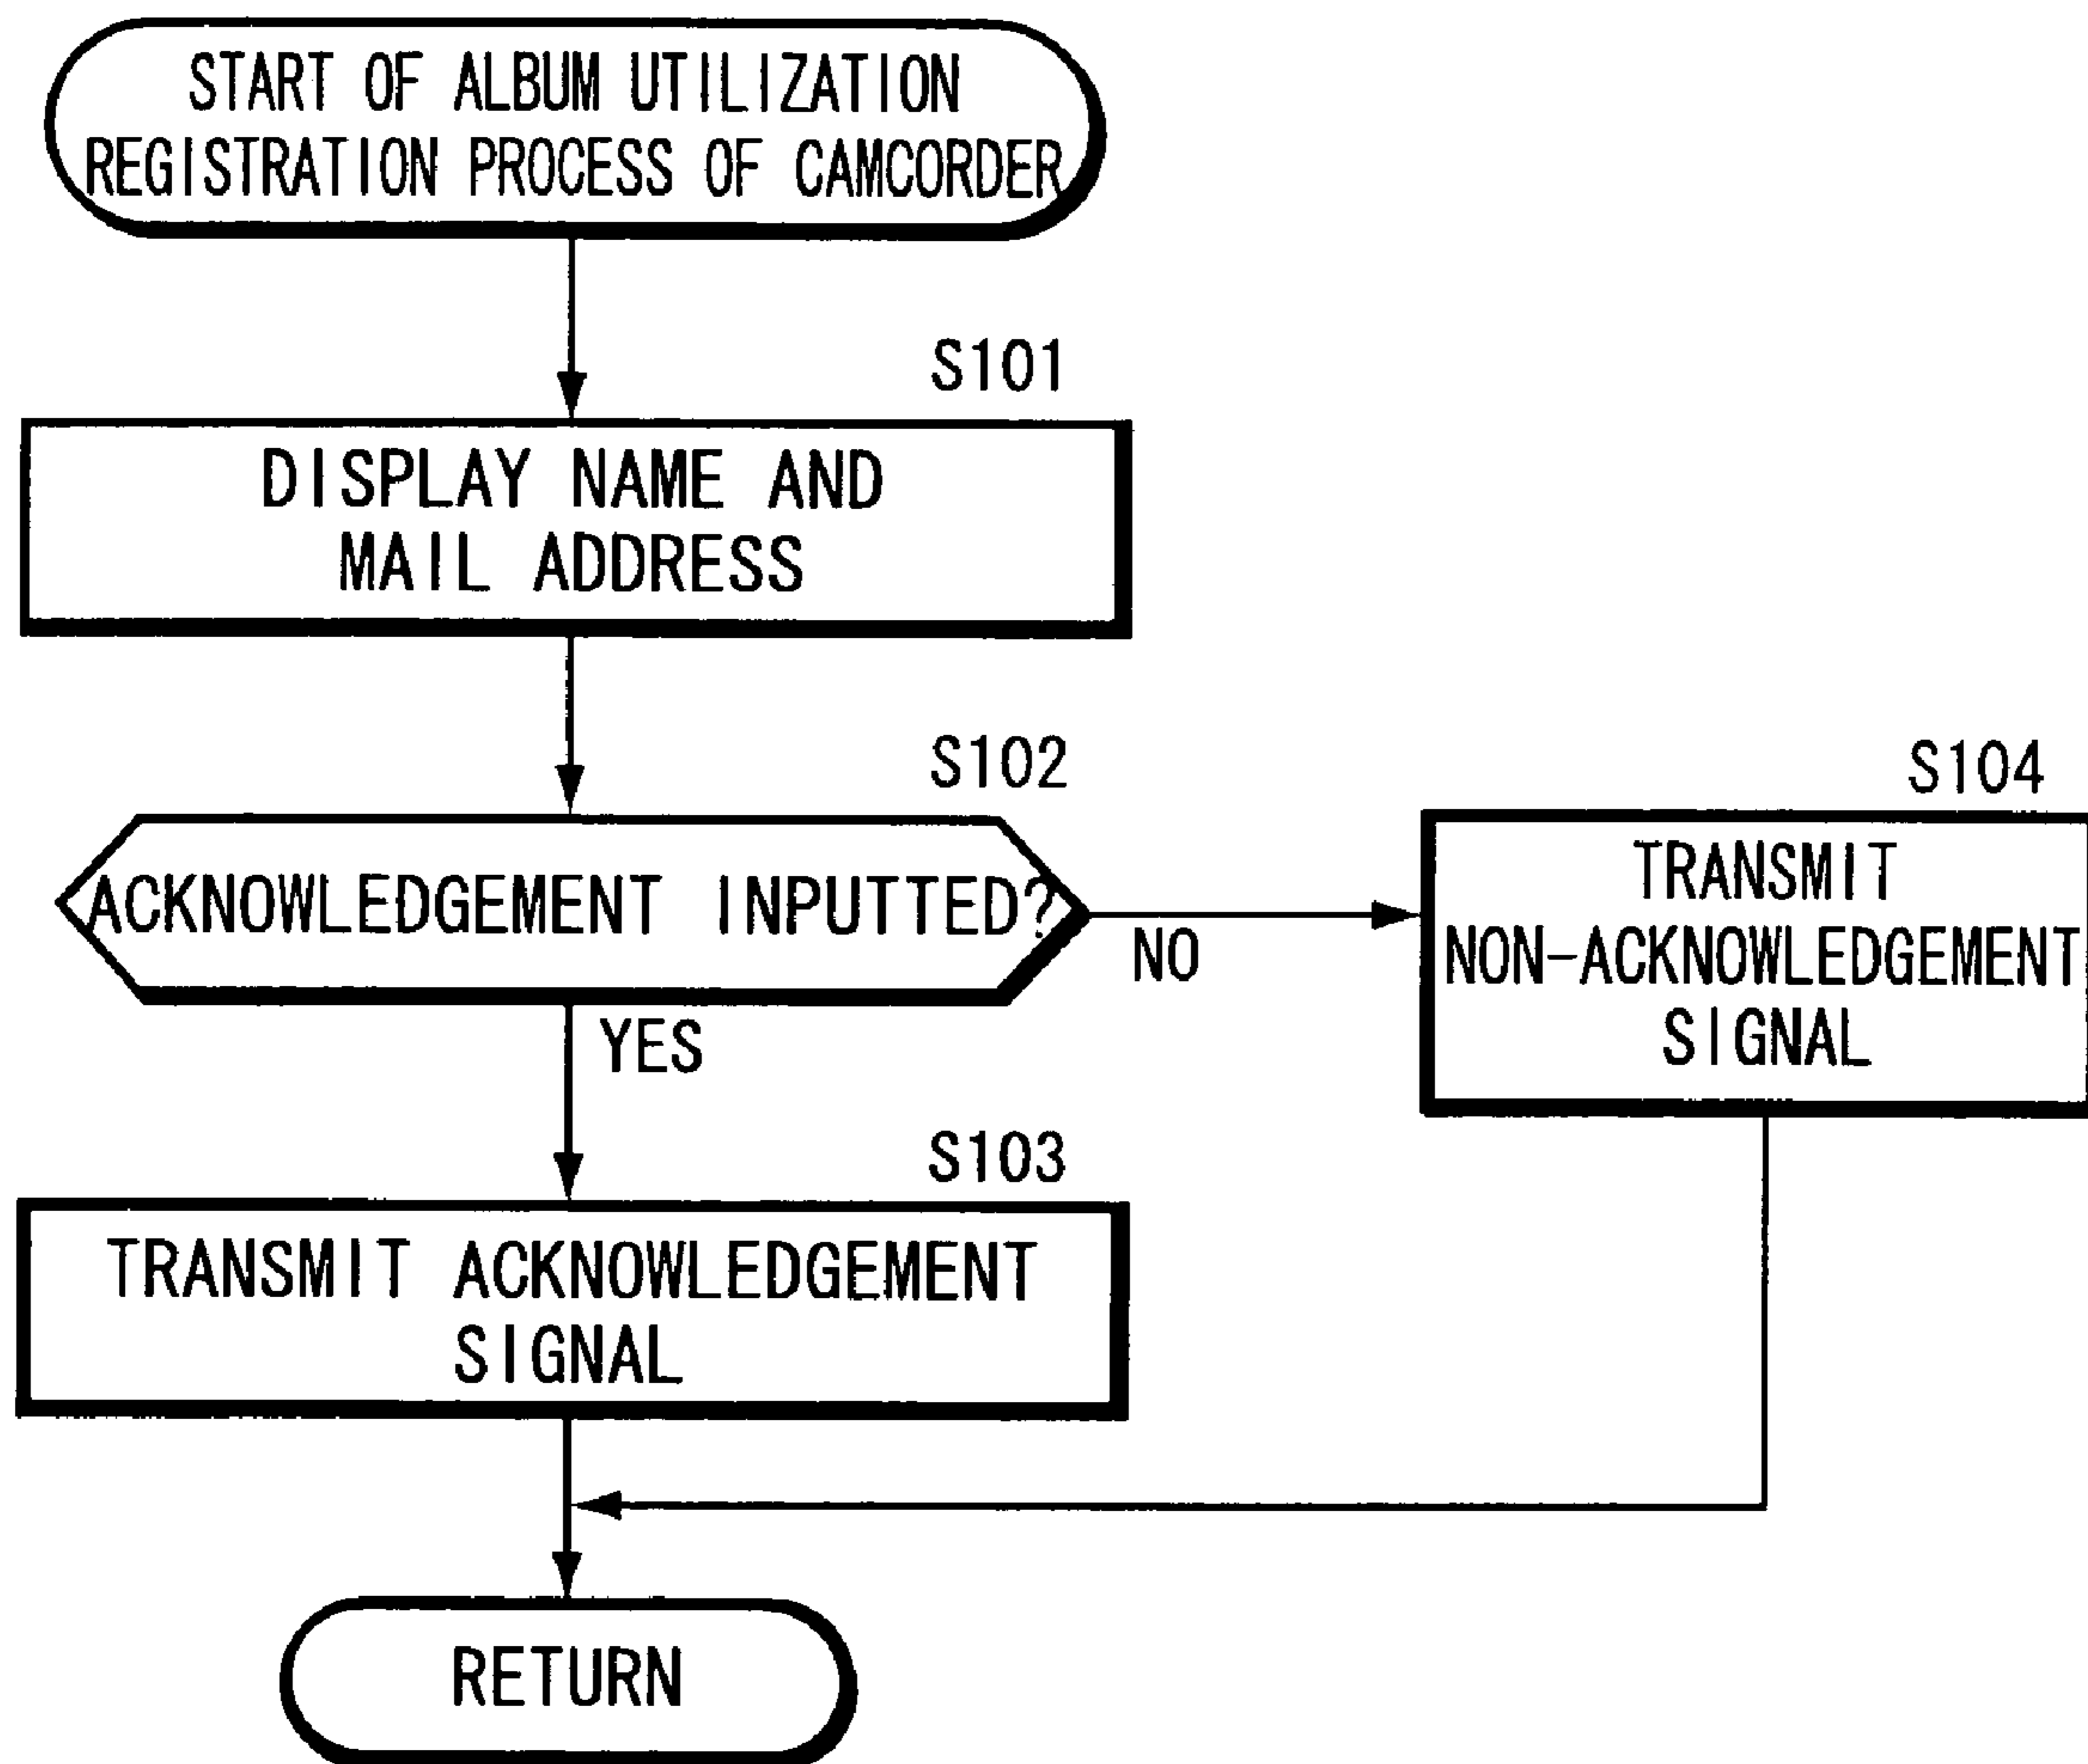 START OF ALBUM UTILIZATION
REGISTRATION PROCESS OF CAMCORDER
S101
DISPLAY NAME AND
MAIL ADDRESS
S102
ACKNOWLEDGEMENT INPUTTED?
NO
YES
S104
TRANSMIT
NON-ACKNOWLEDGEMENT
SIGNAL
S103
TRANSMIT ACKNOWLEDGEMENT
SIGNAL
RETURN